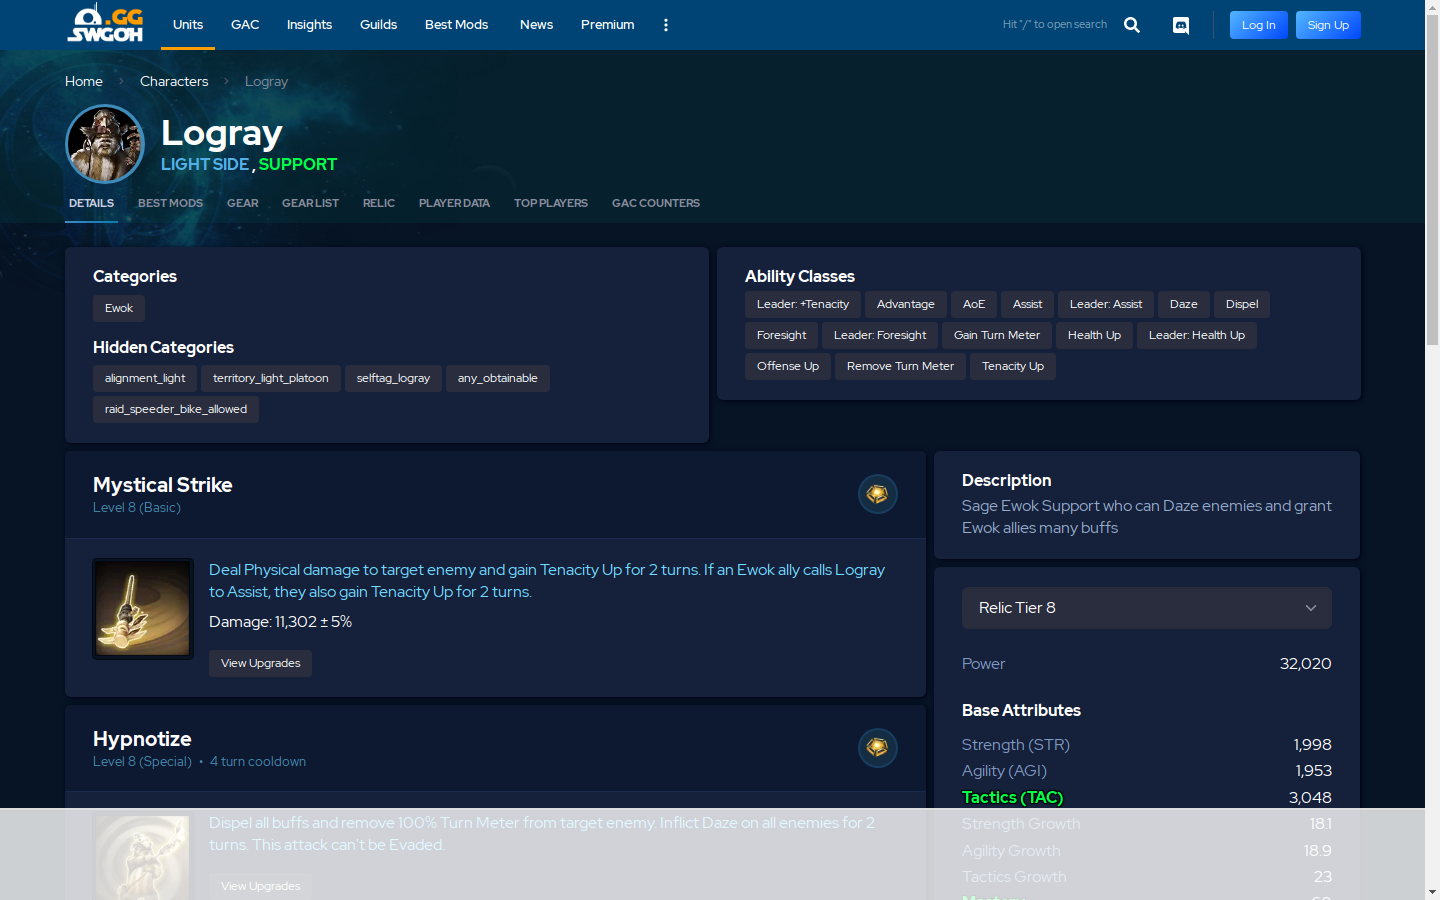 .GG
SWGOH
Units
GAC
Insights
Guilds
Best Mods
News
Premium
Hit "/" to open search
Log In
Sign Up
Home
Characters
Logray
Logray
LIGHT SIDE, SUPPORT
DETAILS
BEST MODS
GEAR
GEAR LIST
RELIC
PLAYER DATA
TOP PLAYERS
GAC COUNTERS
Categories
Ewok
Hidden Categories
alignment_light
territory_light_platoon
selftag_logray
any_obtainable
raid_speeder_bike_allowed
Ability Classes
Leader: +Tenacity
Advantage
AoE
Assist
Leader: Assist
Daze
Dispel
Foresight
Leader: Foresight
Gain Turn Meter
Health Up
Leader: Health Up
Offense Up
Remove Turn Meter
Tenacity Up
Mystical Strike
Level 8 (Basic)
Deal Physical damage to target enemy and gain Tenacity Up for 2 turns. If an Ewok ally calls Logray
to Assist, they also gain Tenacity Up for 2 turns.
Damage: 11,302 ± 5%
View Upgrades
Hypnotize
Level 8 (Special) • 4 turn cooldown
Dispel all buffs and remove 100% Turn Meter from target enemy. Inflict Daze on all enemies for 2
turns. This attack can't be Evaded.
View Upgrades
Description
Sage Ewok Support who can Daze enemies and grant
Ewok allies many buffs
Relic Tier 8
Power 32,020
Base Attributes
Strength (STR) 1,998
Agility (AGI) 1,953
Tactics (TAC) 3,048
Strength Growth 18.1
Agility Growth 18.9
Tactics Growth 23